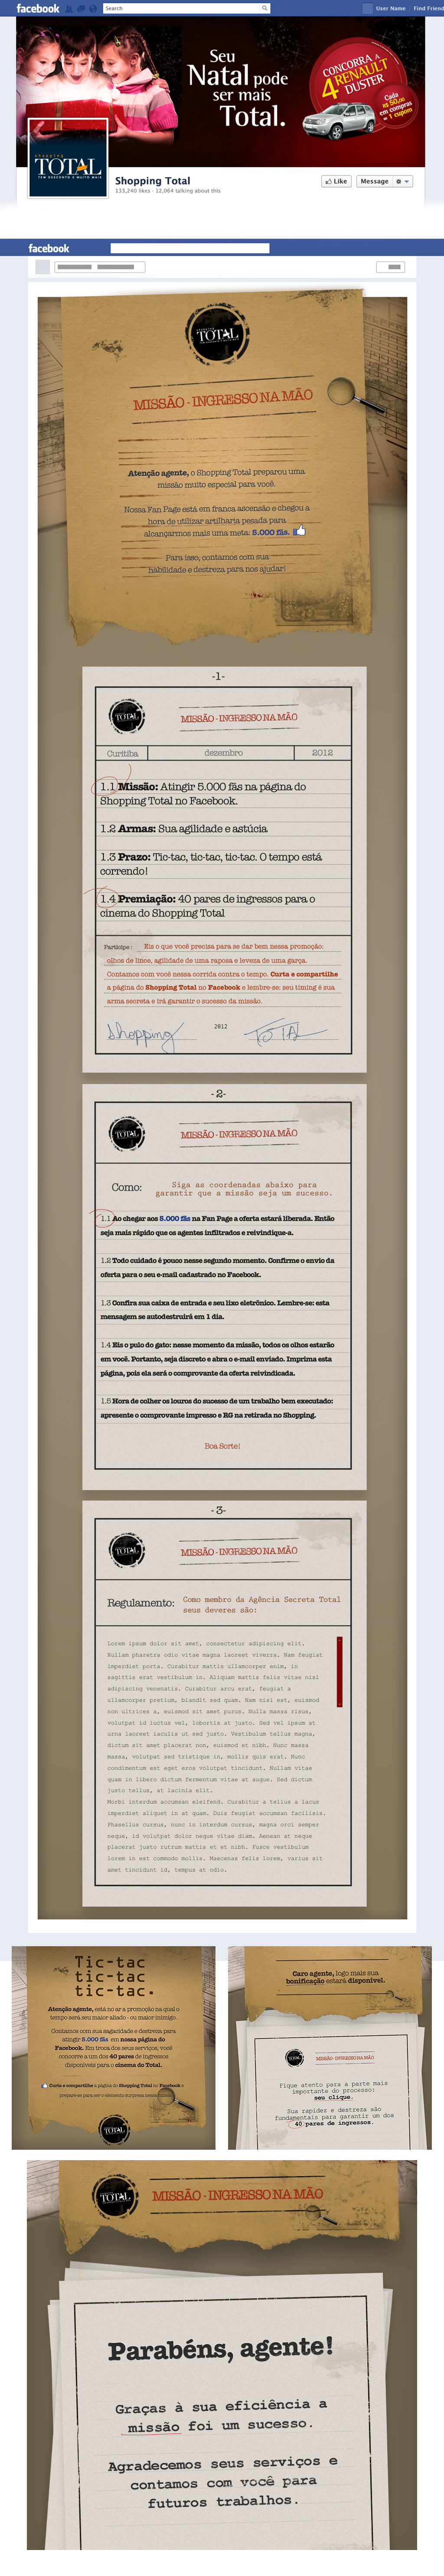 facebook
Search
User Name
Find Friend
Seu
Natal pode
ser mais
Total.
CONCORRA A
4 RENAULT
DUSTER
Cada
R$ 50,00
em compras
= 1 cupom
SHOPPING
TOTAL
TEM DESCONTO E MUITO MAIS
Shopping Total
133,240 likes · 12,064 talking about this
Like
Message
facebook
TOTAL
MISSÃO - INGRESSO NA MÃO
Atenção agente, o Shopping Total preparou uma
missão muito especial para você.
Nossa Fan Page está em franca ascensão e chegou a
hora de utilizar artilharia pesada para
alcançarmos mais uma meta: 5.000 fãs.
Para isso, contamos com sua
habilidade e destreza para nos ajudar!
-1-
TOTAL
MISSÃO - INGRESSO NA MÃO
Curitiba
dezembro
2012
1.1 Missão: Atingir 5.000 fãs na página do
Shopping Total no Facebook.
1.2 Armas: Sua agilidade e astúcia
1.3 Prazo: Tic-tac, tic-tac, tic-tac. O tempo está
correndo!
1.4 Premiação: 40 pares de ingressos para o
cinema do Shopping Total
Participe: Eis o que você precisa para se dar bem nessa promoção:
olhos de lince, agilidade de uma raposa e leveza de uma garça.
Contamos com você nessa corrida contra o tempo. Curta e compartilhe
a página do Shopping Total no Facebook e lembre-se: seu timing é sua
arma secreta e irá garantir o sucesso da missão.
Shopping
2012
TOTAL
-2-
TOTAL
MISSÃO - INGRESSO NA MÃO
Como:
Siga as coordenadas abaixo para
garantir que a missão seja um sucesso.
1.1 Ao chegar aos 5.000 fãs na Fan Page a oferta estará liberada. Então
seja mais rápido que os agentes infiltrados e reivindique-a.
1.2 Todo cuidado é pouco nesse segundo momento. Confirme o envio da
oferta para o seu e-mail cadastrado no Facebook.
1.3 Confira sua caixa de entrada e seu lixo eletrônico. Lembre-se: esta
mensagem se autodestruirá em 1 dia.
1.4 Eis o pulo do gato: nesse momento da missão, todos os olhos estarão
em você. Portanto, seja discreto e abra o e-mail enviado. Imprima esta
página, pois ela será o comprovante da oferta reivindicada.
1.5 Hora de colher os louros do sucesso de um trabalho bem executado:
apresente o comprovante impresso e RG na retirada no Shopping.
Boa Sorte!
-3-
TOTAL
MISSÃO - INGRESSO NA MÃO
Regulamento:
Como membro da Agência Secreta Total
seus deveres são:
Lorem ipsum dolor sit amet, consectetur adipiscing elit.
Nullam pharetra odio vitae magna laoreet viverra. Nam feugiat
imperdiet porta. Curabitur mattis ullamcorper enim, in
sagittis erat vestibulum in. Aliquam mattis felis vitae nisl
adipiscing venenatis. Curabitur arcu erat, feugiat a
ullamcorper pretium, blandit sed quam. Nam nisi est, euismod
non ultrices a, euismod sit amet purus. Nulla massa risus,
volutpat id luctus vel, lobortis at justo. Sed vel ipsum at
urna laoreet iaculis ut sed justo. Vestibulum tellus magna,
dictum sit amet placerat non, euismod et nibh. Nunc massa
massa, volutpat sed tristique in, mollis quis erat. Nunc
condimentum est eget eros volutpat tincidunt. Nullam vitae
quam in libero dictum fermentum vitae at augue. Sed dictum
justo tellus, at lacinia elit.
Morbi interdum accumsan eleifend. Curabitur a tellus a lacus
imperdiet aliquet in at quam. Duis feugiat accumsan facilisis.
Phasellus cursus, nunc in interdum cursus, magna orci semper
neque, id volutpat dolor neque vitae diam. Aenean at neque
placerat justo rutrum mattis et et nibh. Fusce vestibulum
lorem in est commodo mollis. Maecenas felis lorem, varius sit
amet tincidunt id, tempus at odio.
Tic-tac
tic-tac
tic-tac.
Atenção agente, está no ar a promoção na qual o
tempo será seu maior aliado - ou maior inimigo.
Contamos com sua sagacidade e destreza para
atingir 5.000 fãs em nossa página do
Facebook. Em troca dos seus serviços, você
concorre a um dos 40 pares de ingressos
disponíveis para o cinema do Total.
Curta e compartilhe a página do Shopping Total no Facebook e
prepare-se para ser o elemento surpresa nessa
TOTAL
Caro agente, logo mais sua
bonificação estará disponível.
TOTAL
MISSÃO - INGRESSO NA MÃO
Fique atento para a parte mais
importante do processo:
seu clique.
Sua rapidez e destreza são
fundamentais para garantir um dos
40 pares de ingressos.
TOTAL
MISSÃO - INGRESSO NA MÃO
Parabéns, agente!
Graças à sua eficiência a
missão foi um sucesso.
Agradecemos seus serviços e
contamos com você para
futuros trabalhos.